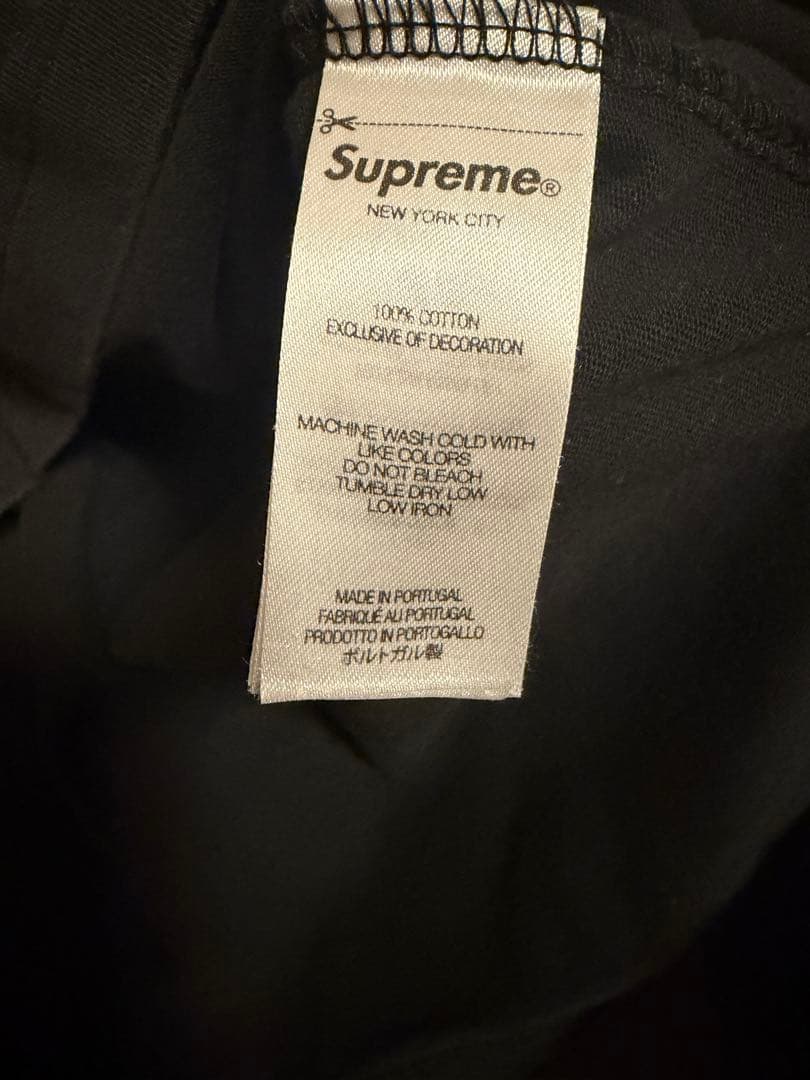 Supreme®
NEW YORK CITY
100% COTTON
EXCLUSIVE OF DECORATION
MACHINE WASH COLD WITH
LIKE COLORS
DO NOT BLEACH
TUMBLE DRY LOW
LOW IRON
MADE IN PORTUGAL
FABRIQUÉ AU PORTUGAL
PRODOTTO IN PORTOGALLO
ポルトガル製